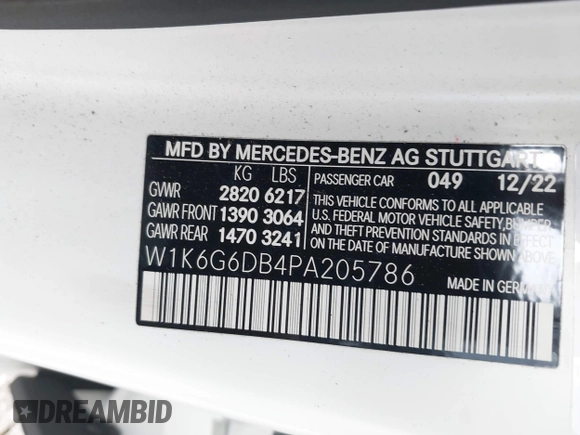 MFD BY MERCEDES-BENZ AG STUTTGART
KG LBS
GVWR 2820 6217
GAWR FRONT 1390 3064
GAWR REAR 1470 3241
PASSENGER CAR 049 12/22
THIS VEHICLE CONFORMS TO ALL APPLICABLE
U.S. FEDERAL MOTOR VEHICLE SAFETY, BUMPER,
AND THEFT PREVENTION STANDARDS IN EFFECT
ON THE DATE OF MANUFACTURE SHOWN ABOVE.
W1K6G6DB4PA205786
MADE IN GERMANY
DREAMBID